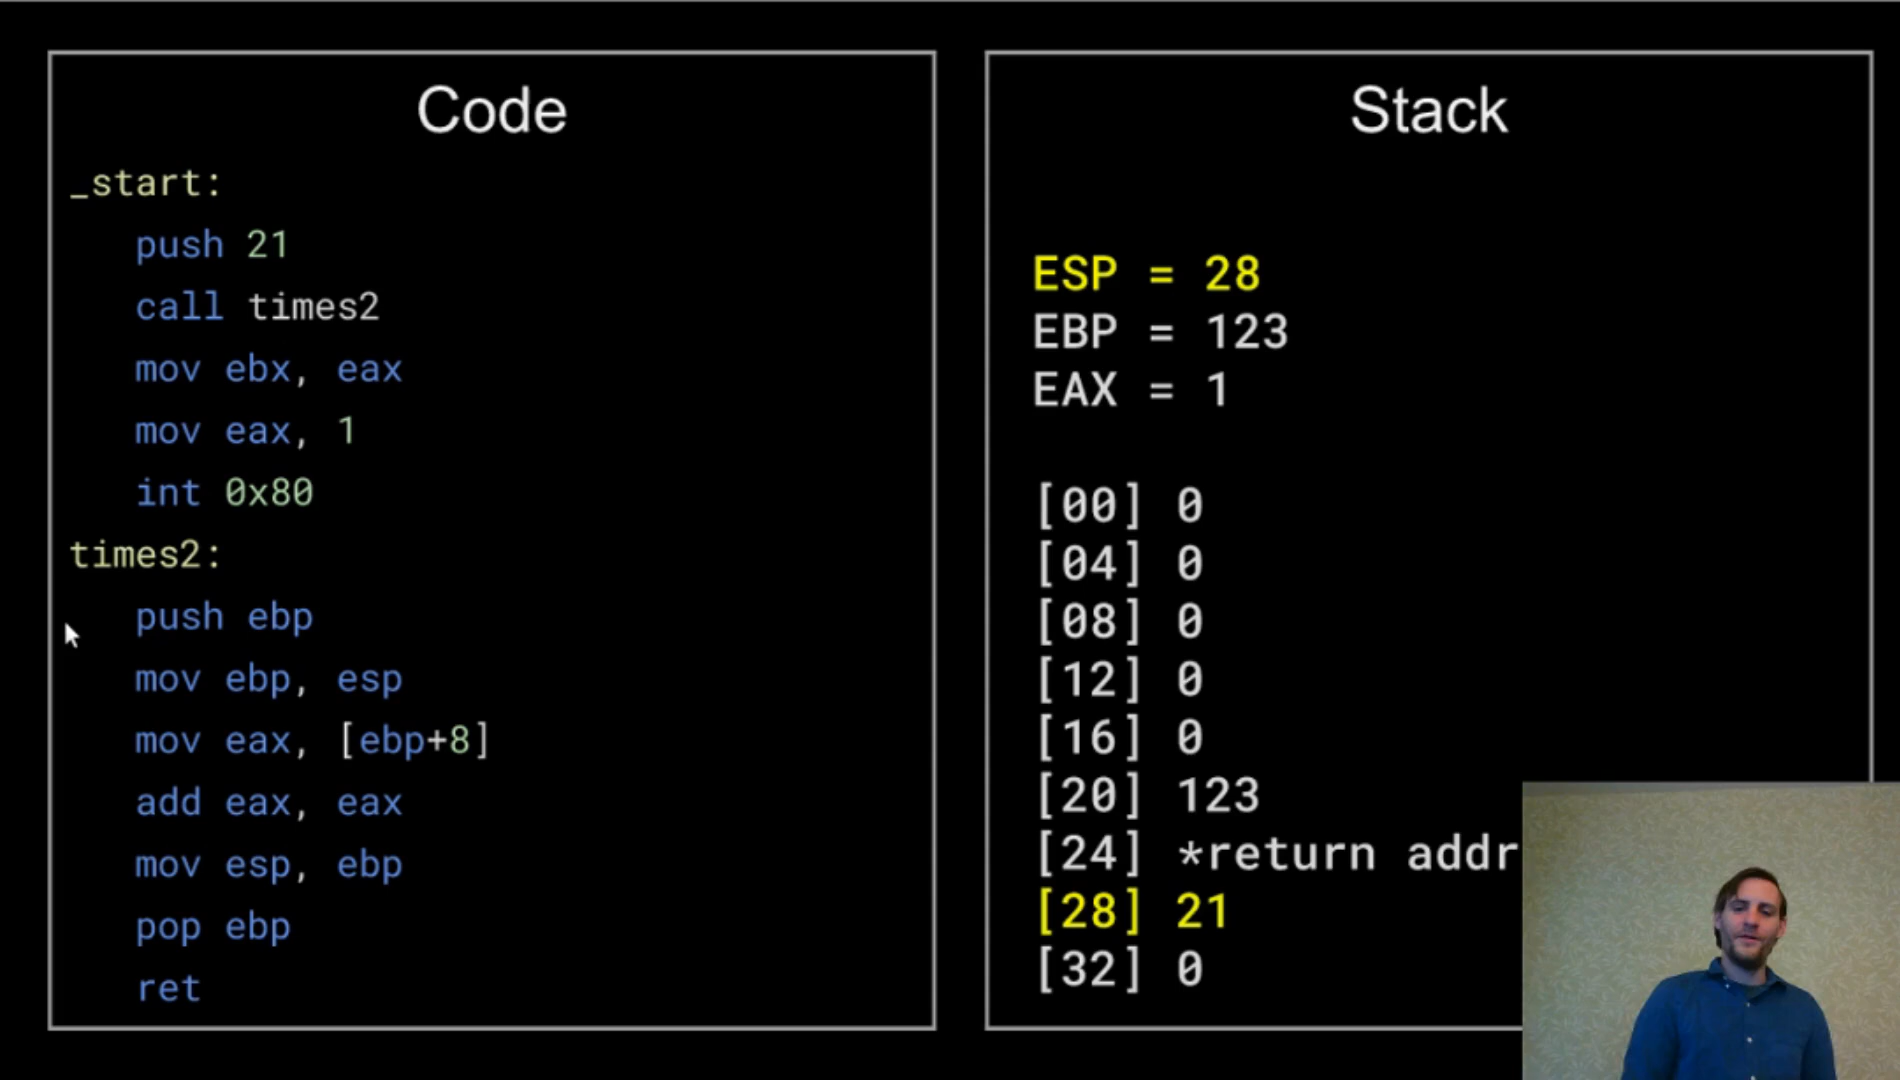 Code
_start:
push 21
call times2
mov ebx, eax
mov eax, 1
int 0x80
times2:
push ebp
mov ebp, esp
mov eax, [ebp+8]
add eax, eax
mov esp, ebp
pop ebp
ret
Stack
ESP = 28
EBP = 123
EAX = 1
[00] 0
[04] 0
[08] 0
[12] 0
[16] 0
[20] 123
[24] *return addr
[28] 21
[32] 0